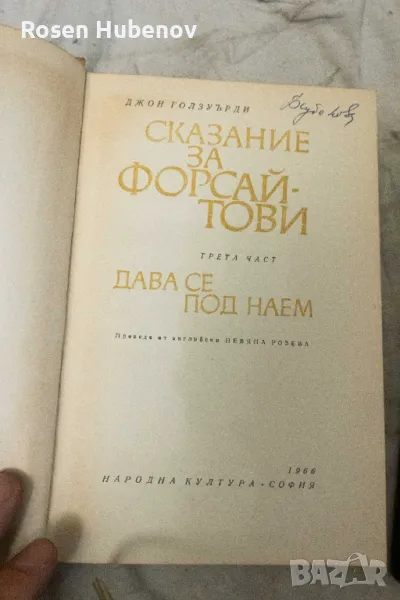 Rosen Hubenov
ДЖОН ГОЛЗУЪРДИ
СКАЗАНИЕ
ЗА
ФОРСАЙ-
ТОВИ
ТРЕТА ЧАСТ
ДАВА СЕ
ПОД НАЕМ
Преведе от английски НЕВЯНА РОЗЕВА
1966
НАРОДНА КУЛТУРА · СОФИЯ
BAZAR